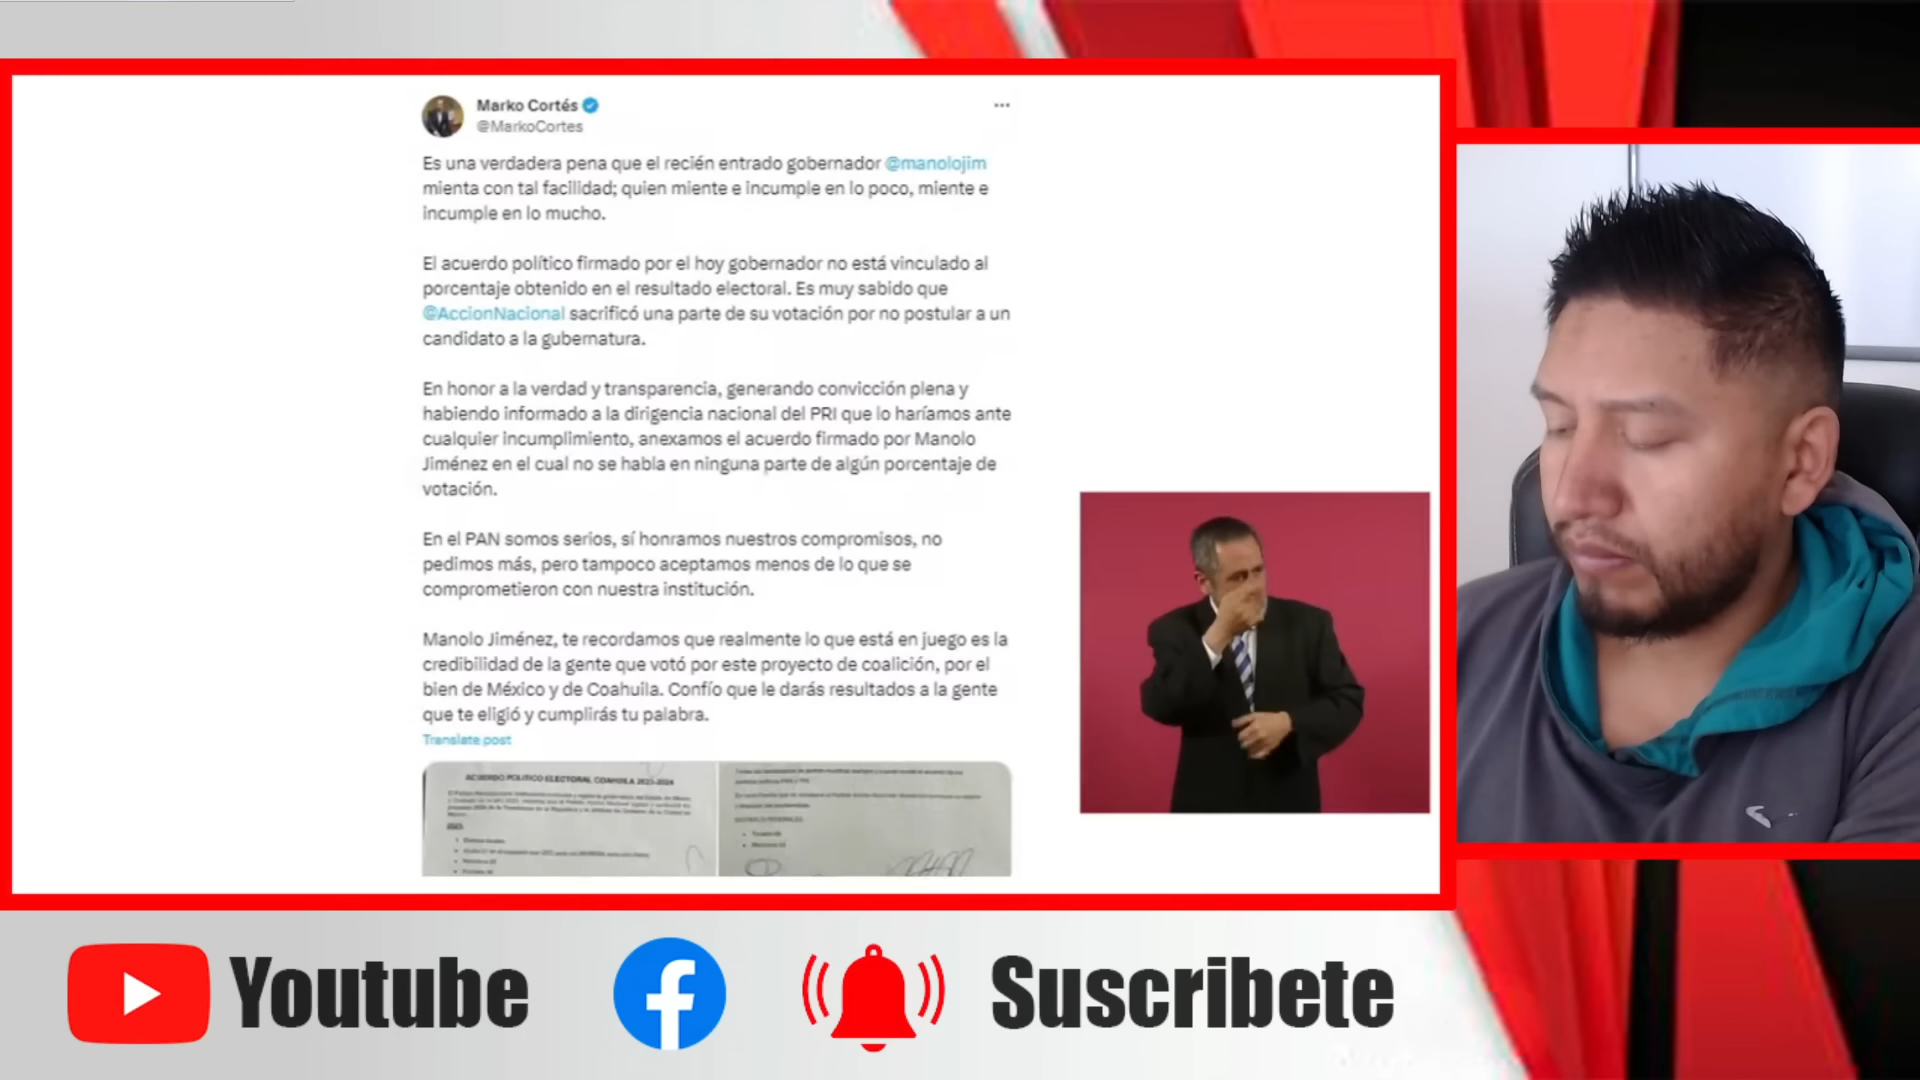 Marko Cortés
@MarkoCortes
Es una verdadera pena que el recién entrado gobernador @manolojim
mienta con tal facilidad; quien miente e incumple en lo poco, miente e
incumple en lo mucho.
El acuerdo político firmado por el hoy gobernador no está vinculado al
porcentaje obtenido en el resultado electoral. Es muy sabido que
@AccionNacional sacrificó una parte de su votación por no postular a un
candidato a la gubernatura.
En honor a la verdad y transparencia, generando convicción plena y
habiendo informado a la dirigencia nacional del PRI que lo haríamos ante
cualquier incumplimiento, anexamos el acuerdo firmado por Manolo
Jiménez en el cual no se habla en ninguna parte de algún porcentaje de
votación.
En el PAN somos serios, sí honramos nuestros compromisos, no
pedimos más, pero tampoco aceptamos menos de lo que se
comprometieron con nuestra institución.
Manolo Jiménez, te recordamos que realmente lo que está en juego es la
credibilidad de la gente que votó por este proyecto de coalición, por el
bien de México y de Coahuila. Confío que le darás resultados a la gente
que te eligió y cumplirás tu palabra.
Translate post
ACUERDO POLITICO ELECTORAL COAHUILA 2023-2024
Youtube
Suscribete